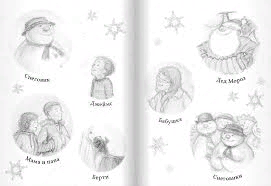 Снеговик
Джеймс
Мама и папа
Берти
Дед Мороз
Бабушка
Снеговики